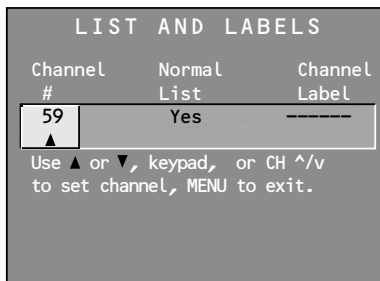 LIST AND LABELS
Channel Normal Channel
# List Label
59 Yes ------
▲
Use ▲ or ▼, keypad, or CH ^/v
to set channel, MENU to exit.